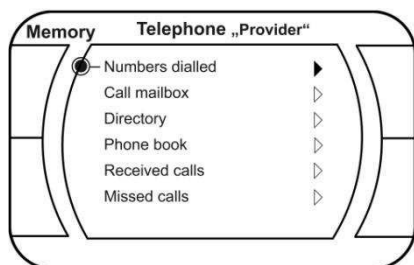 Memory Telephone „Provider“
Numbers dialled
Call mailbox
Directory
Phone book
Received calls
Missed calls